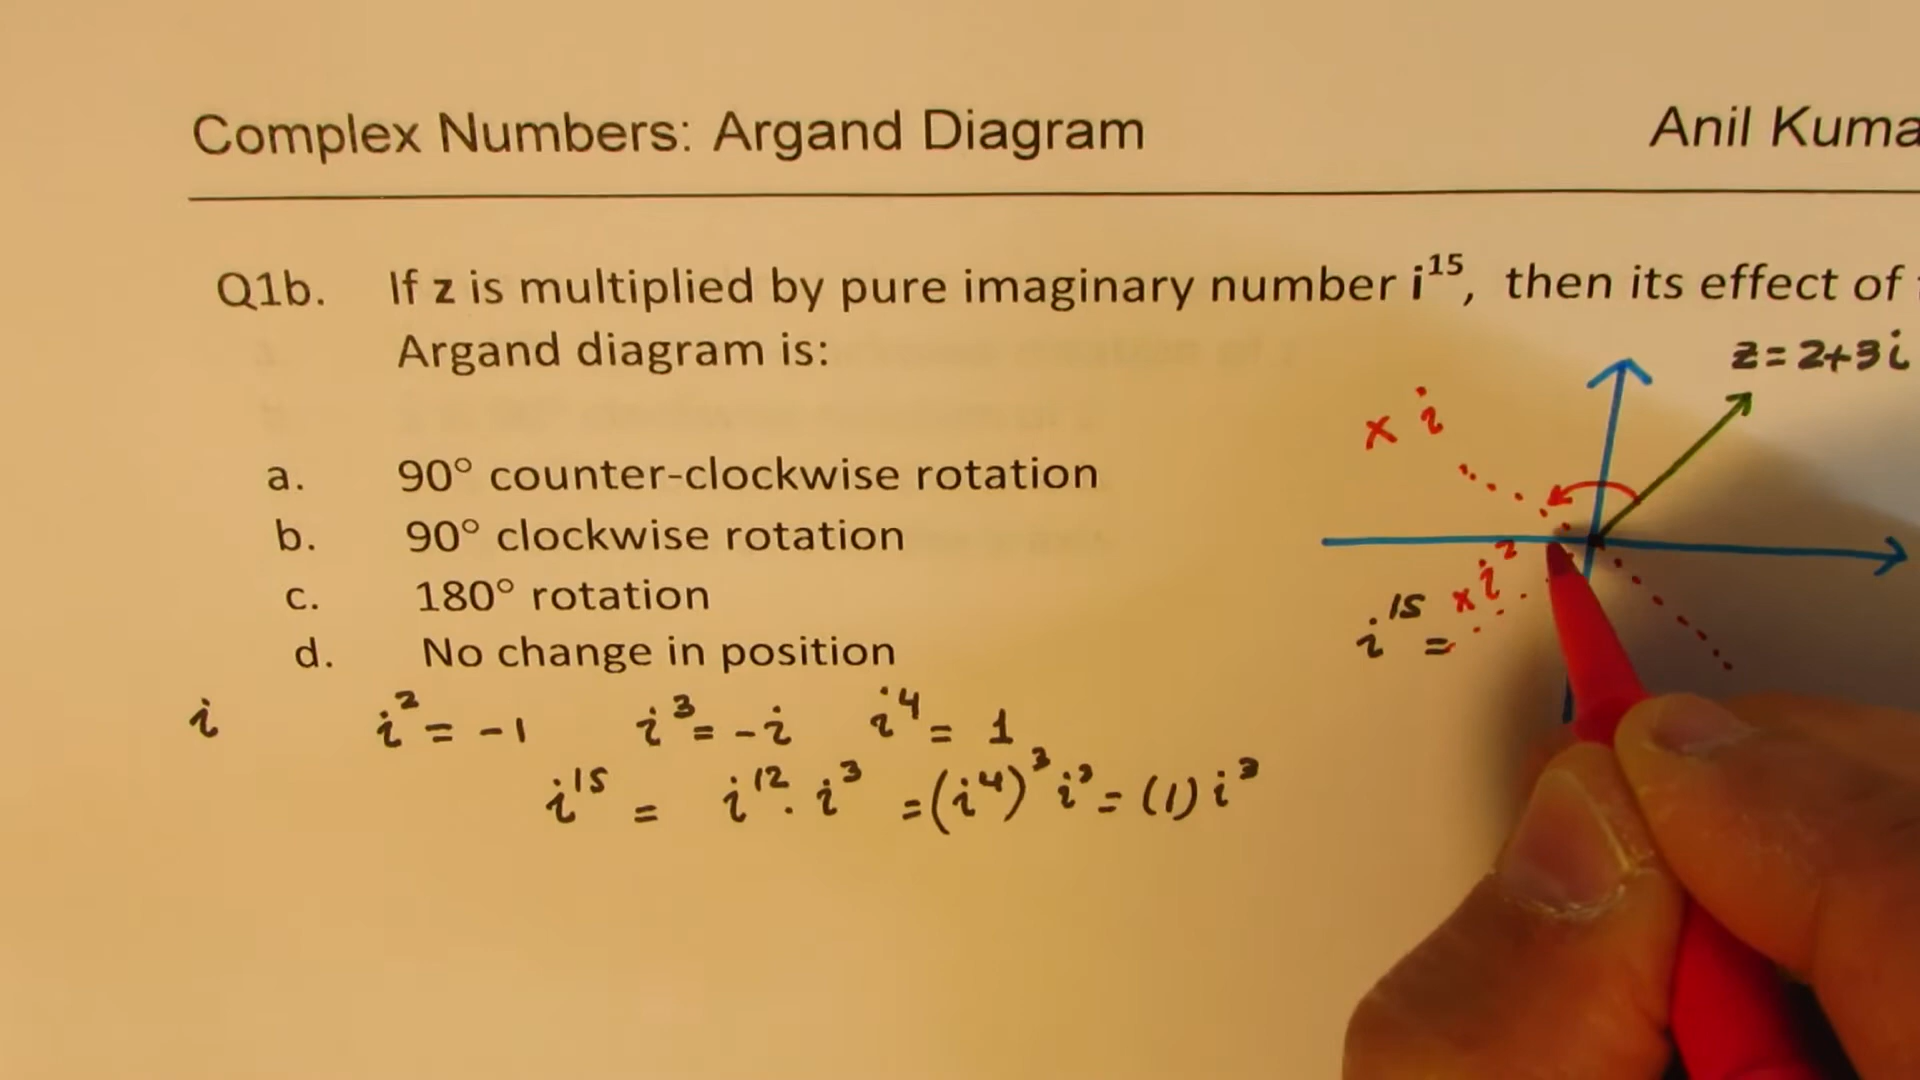 Complex Numbers: Argand Diagram Anil Kuma
Q1b. If z is multiplied by pure imaginary number i¹⁵, then its effect of
Argand diagram is:
z = 2+3i
× i
a. 90° counter-clockwise rotation
b. 90° clockwise rotation
c. 180° rotation
× i²
i¹⁵ =
d. No change in position
i i² = -1 i³ = -i i⁴ = 1
i¹⁵ = i¹² · i³ = (i⁴)³ i³ = (1) i³